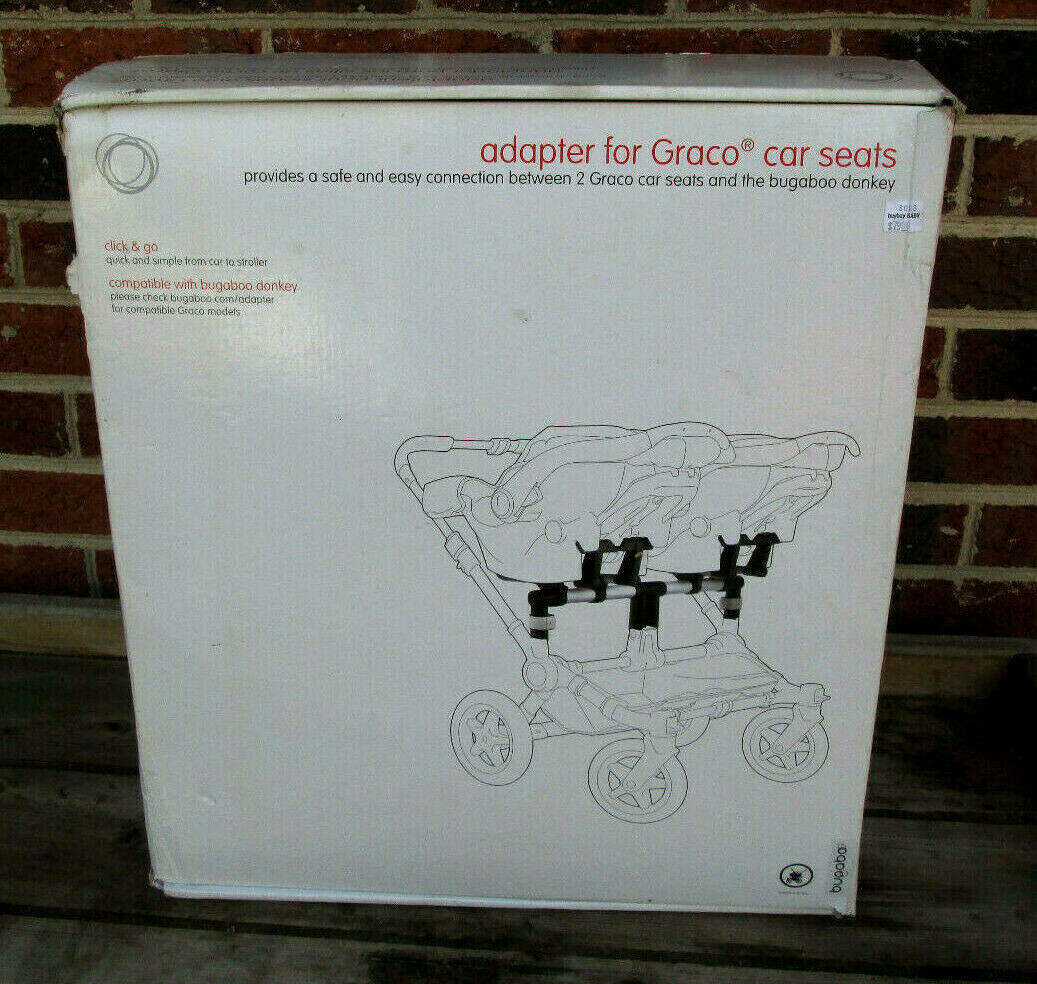 adapter for Graco® car seats
provides a safe and easy connection between 2 Graco car seats and the bugaboo donkey
buybuy BABY
click & go
quick and simple from car to stroller
compatible with bugaboo donkey
please check bugaboo.com/adapter
for compatible Graco models
bugaboo